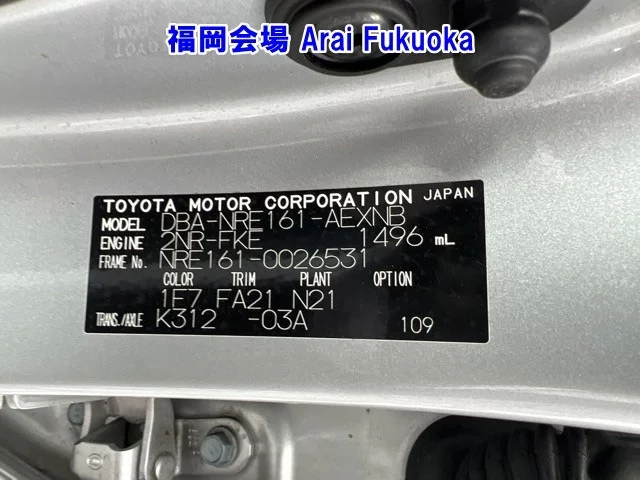 福岡会場 Arai Fukuoka
TOYOTA MOTOR CORPORATION JAPAN
MODEL DBA-NRE161-AEXNB
ENGINE 2NR-FKE 1496 mL
FRAME No. NRE161-0026531
COLOR TRIM PLANT OPTION
1F7 FA21 N21
TRANS./AXLE K312 -03A 109